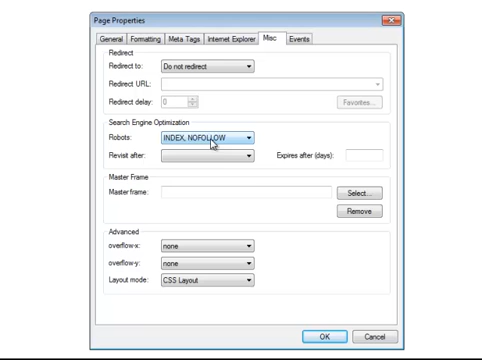 Page Properties
General Formatting Meta Tags Internet Explorer Misc Events
Redirect
Redirect to: Do not redirect
Redirect URL:
Redirect delay: 0 Favorites...
Search Engine Optimization
Robots: INDEX, NOFOLLOW
Revisit after: Expires after (days):
Master Frame
Master frame: Select...
Remove
Advanced
overflow-x: none
overflow-y: none
Layout mode: CSS Layout
OK Cancel